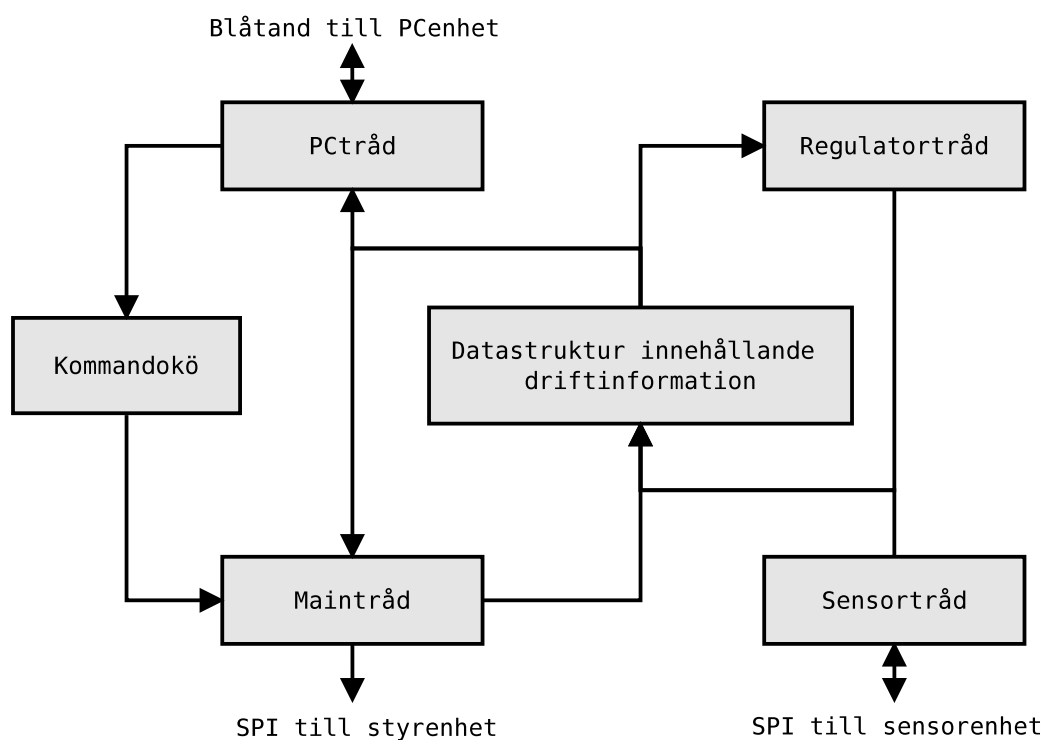 Blåtand till PCenhet
PCtråd
Regulatortråd
Kommandokö
Datastruktur innehållande
driftinformation
Maintråd
Sensortråd
SPI till styrenhet
SPI till sensorenhet